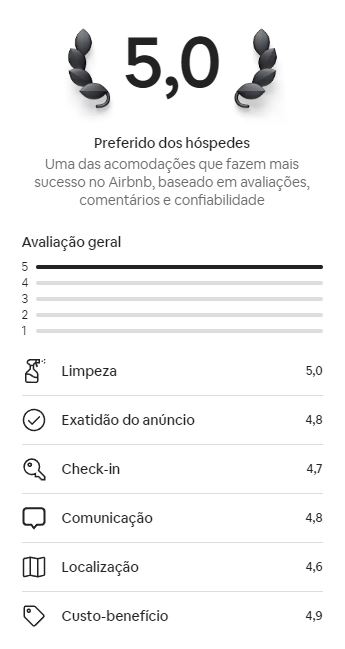 5,0
Preferido dos hóspedes
Uma das acomodações que fazem mais
sucesso no Airbnb, baseado em avaliações,
comentários e confiabilidade
Avaliação geral
5
4
3
2
1
Limpeza 5,0
Exatidão do anúncio 4,8
Check-in 4,7
Comunicação 4,8
Localização 4,6
Custo-benefício 4,9